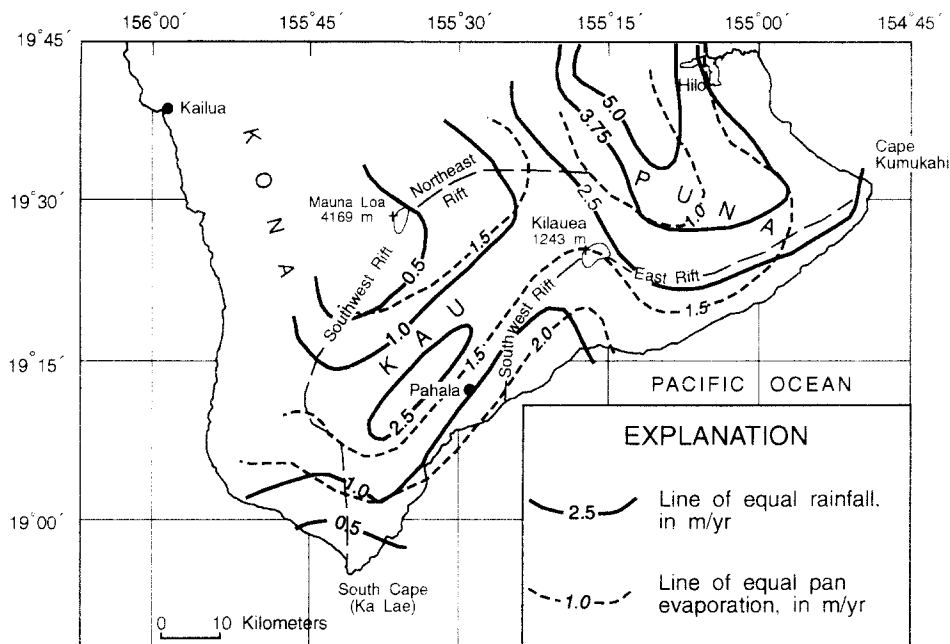 156°00´ 155°45´ 155°30´ 155°15´ 155°00´ 154°45´
19°45´
Hilo
Kailua
5.0
3.75
Cape
Kumukahi
KONA
Northeast
Rift
Mauna Loa
4169 m
PUNA
2.5
1.0
19°30´
Kilauea
1243 m
1.5
0.5
East Rift
Southwest Rift
1.5
KAU
1.0
Southwest Rift
2.0
1.5
19°15´
Pahala
2.5
PACIFIC OCEAN
EXPLANATION
1.0
2.5 Line of equal rainfall,
in m/yr
19°00´
0.5
South Cape
(Ka Lae)
1.0 Line of equal pan
evaporation, in m/yr
0 10 Kilometers